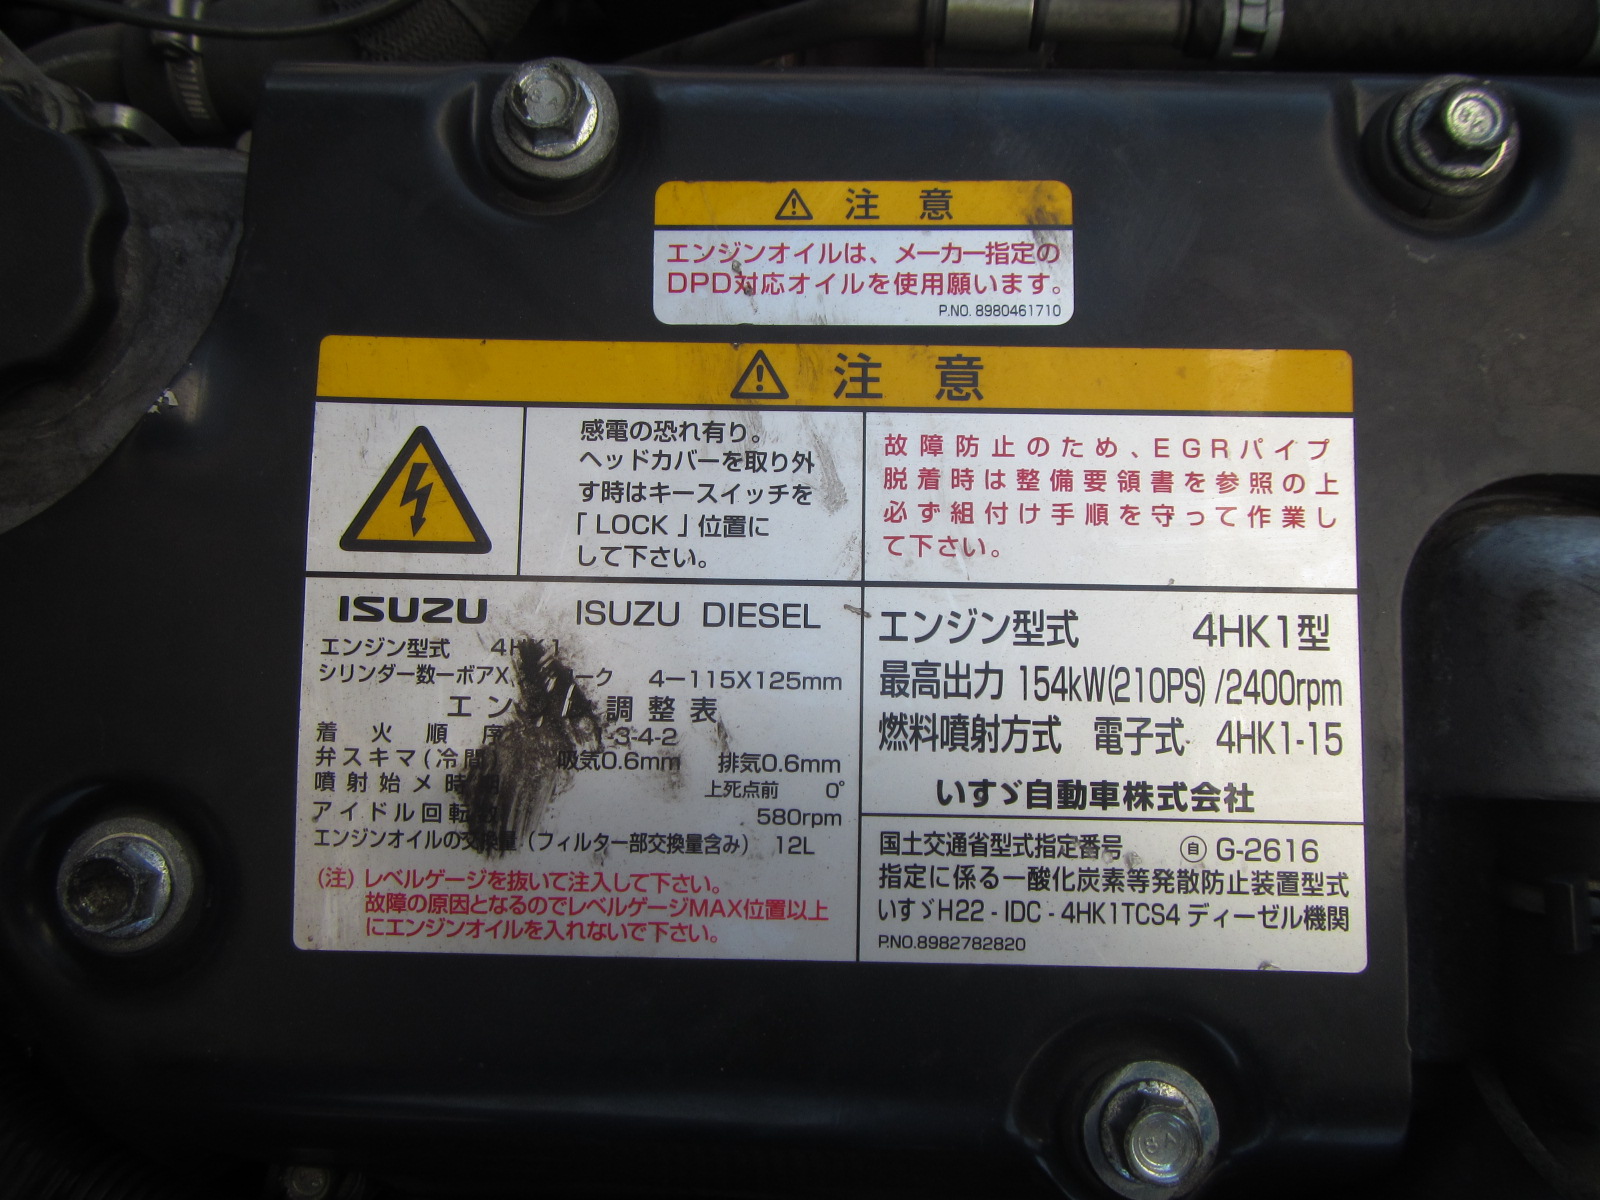 注意
エンジンオイルは、メーカー指定の
DPD対応オイルを使用願います。
P.NO. 8980461710
注意
感電の恐れ有り。
ヘッドカバーを取り外
す時はキースイッチを
「LOCK」位置に
して下さい。
故障防止のため、EGRパイプ
脱着時は整備要領書を参照の上
必ず組付け手順を守って作業し
て下さい。
ISUZU ISUZU DIESEL
エンジン型式 4HK1
シリンダー数ーボアX ーク 4ー115X125mm
エン 調整表
着火順序 1-3-4-2
弁スキマ(冷間) 吸気0.6mm 排気0.6mm
噴射始メ時期 上死点前 0°
アイドル回転数 580rpm
エンジンオイルの交換量(フィルター部交換量含み) 12L
(注) レベルゲージを抜いて注入して下さい。
故障の原因となるのでレベルゲージMAX位置以上
にエンジンオイルを入れないで下さい。
エンジン型式 4HK1型
最高出力 154kW(210PS) /2400rpm
燃料噴射方式 電子式 4HK1-15
いすゞ自動車株式会社
国土交通省型式指定番号 自 G-2616
指定に係る一酸化炭素等発散防止装置型式
いすゞH22 - IDC - 4HK1TCS4 ディーゼル機関
P.NO.8982782820